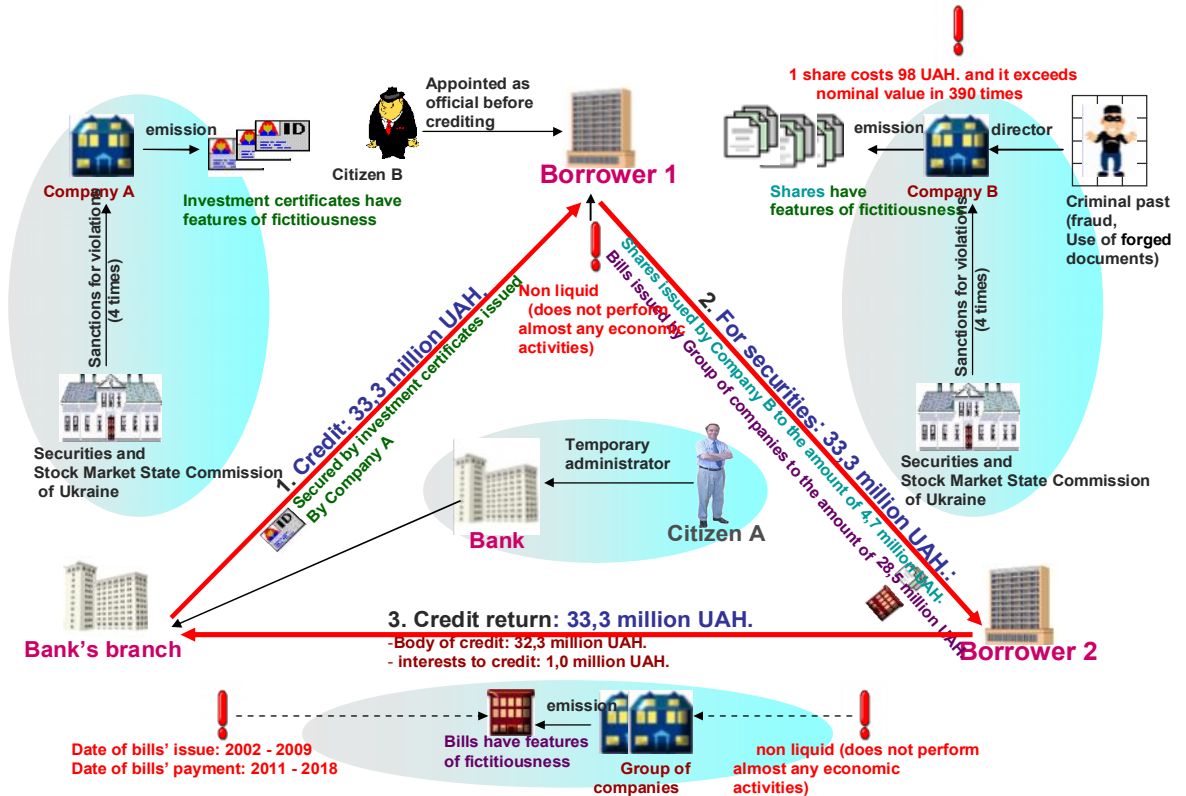 1 share costs 98 UAH. and it exceeds
nominal value in 390 times
Appointed as
official before
crediting
emission
ID
Company A
Citizen B
Borrower 1
emission
director
Company B
Investment certificates have
features of fictitiousness
Shares have
features of fictitiousness
Criminal past
(fraud,
Use of forged
documents)
Sanctions for violations
(4 times)
Sanctions for violations
(4 times)
Non liquid
(does not perform
almost any economic
activities)
1. Credit: 33,3 million UAH.
Secured by investment certificates issued
By Company A
ID
2. For securities: 33,3 million UAH.:
Shares issued by Company B to the amount of 4,7 million UAH.
Bills issued by Group of companies to the amount of 28,5 million UAH.
Securities and
Stock Market State Commission
of Ukraine
Securities and
Stock Market State Commission
of Ukraine
Temporary
administrator
Bank
Citizen A
3. Credit return: 33,3 million UAH.
-Body of credit: 32,3 million UAH.
- interests to credit: 1,0 million UAH.
Bank's branch
Borrower 2
emission
Date of bills' issue: 2002 - 2009
Date of bills' payment: 2011 - 2018
Bills have features
of fictitiousness
Group of
companies
non liquid (does not perform
almost any economic
activities)